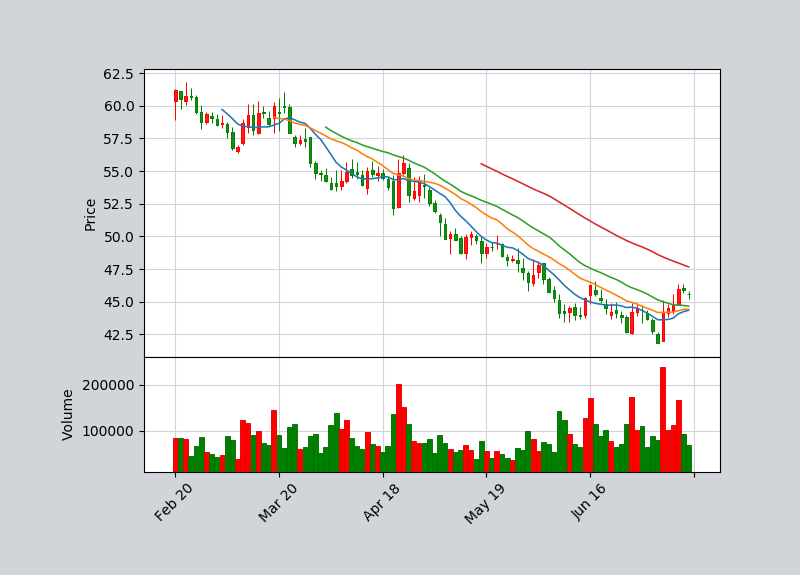 62.5
60.0
57.5
55.0
52.5
50.0
47.5
45.0
42.5
Price
200000
100000
Volume
Feb 20
Mar 20
Apr 18
May 19
Jun 16